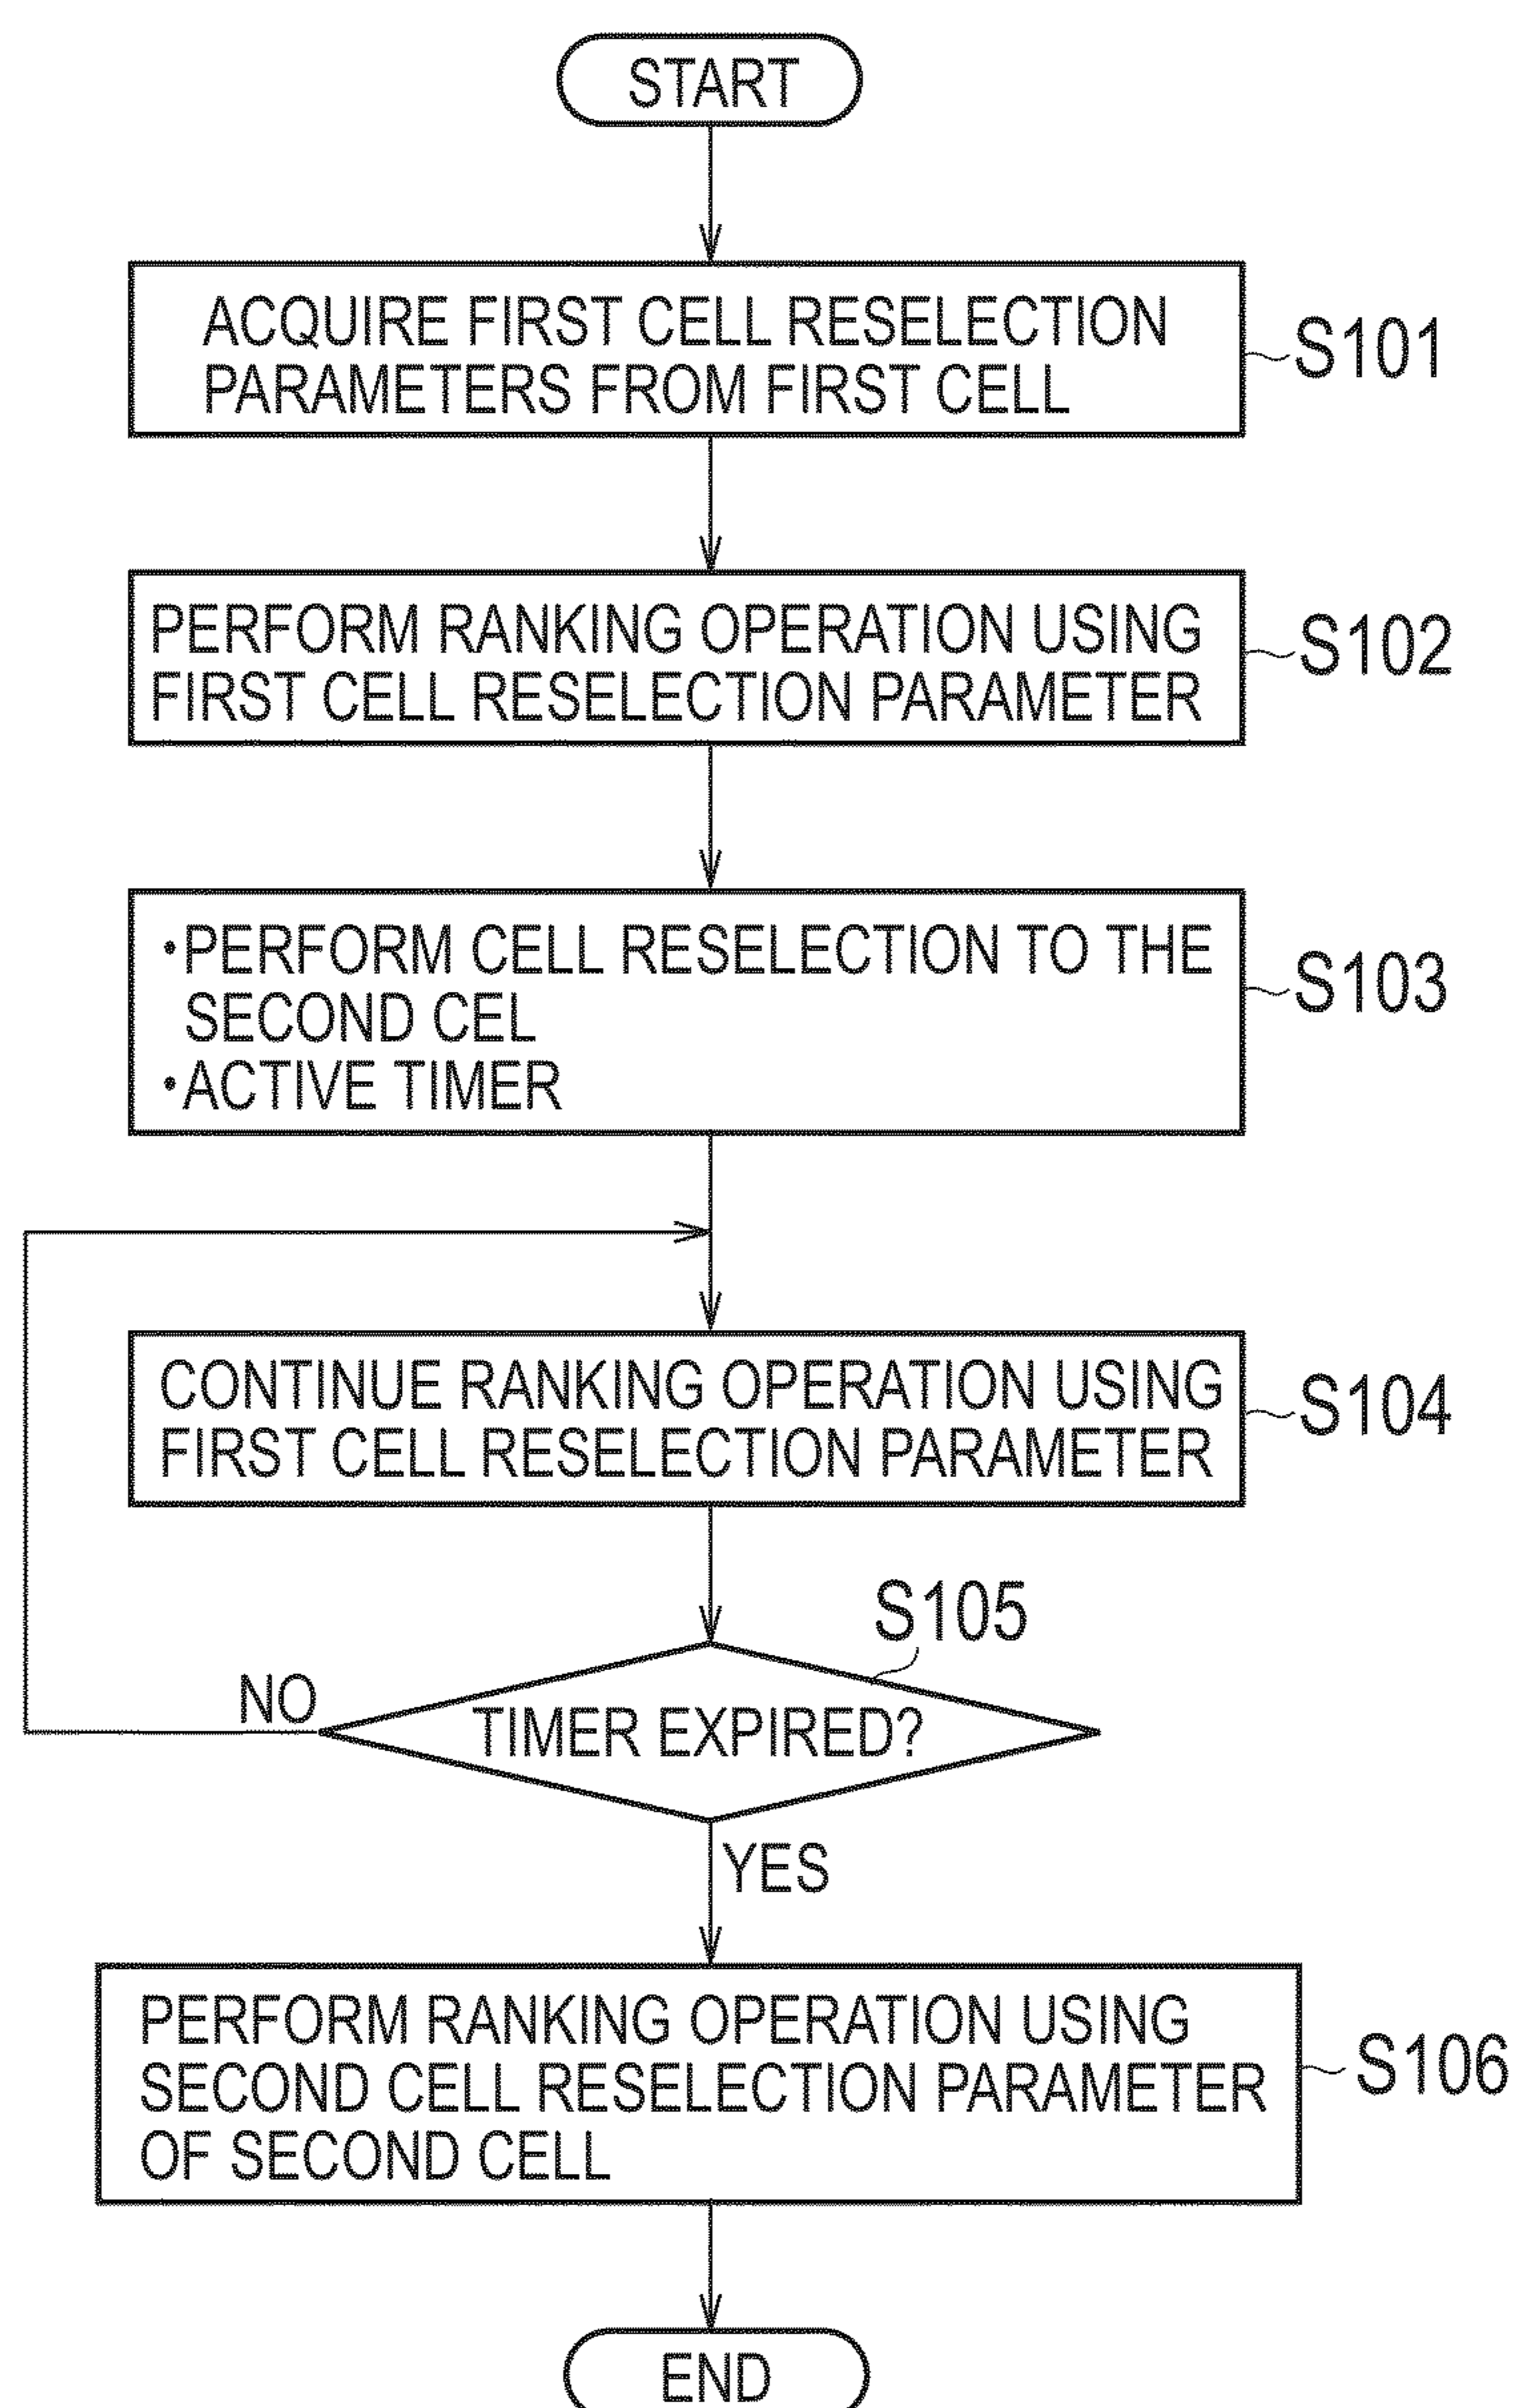 START
ACQUIRE FIRST CELL RESELECTION
PARAMETERS FROM FIRST CELL
S101
PERFORM RANKING OPERATION USING
FIRST CELL RESELECTION PARAMETER
S102
•PERFORM CELL RESELECTION TO THE
SECOND CEL
•ACTIVE TIMER
S103
CONTINUE RANKING OPERATION USING
FIRST CELL RESELECTION PARAMETER
S104
S105
NO
TIMER EXPIRED?
YES
PERFORM RANKING OPERATION USING
SECOND CELL RESELECTION PARAMETER
OF SECOND CELL
S106
END